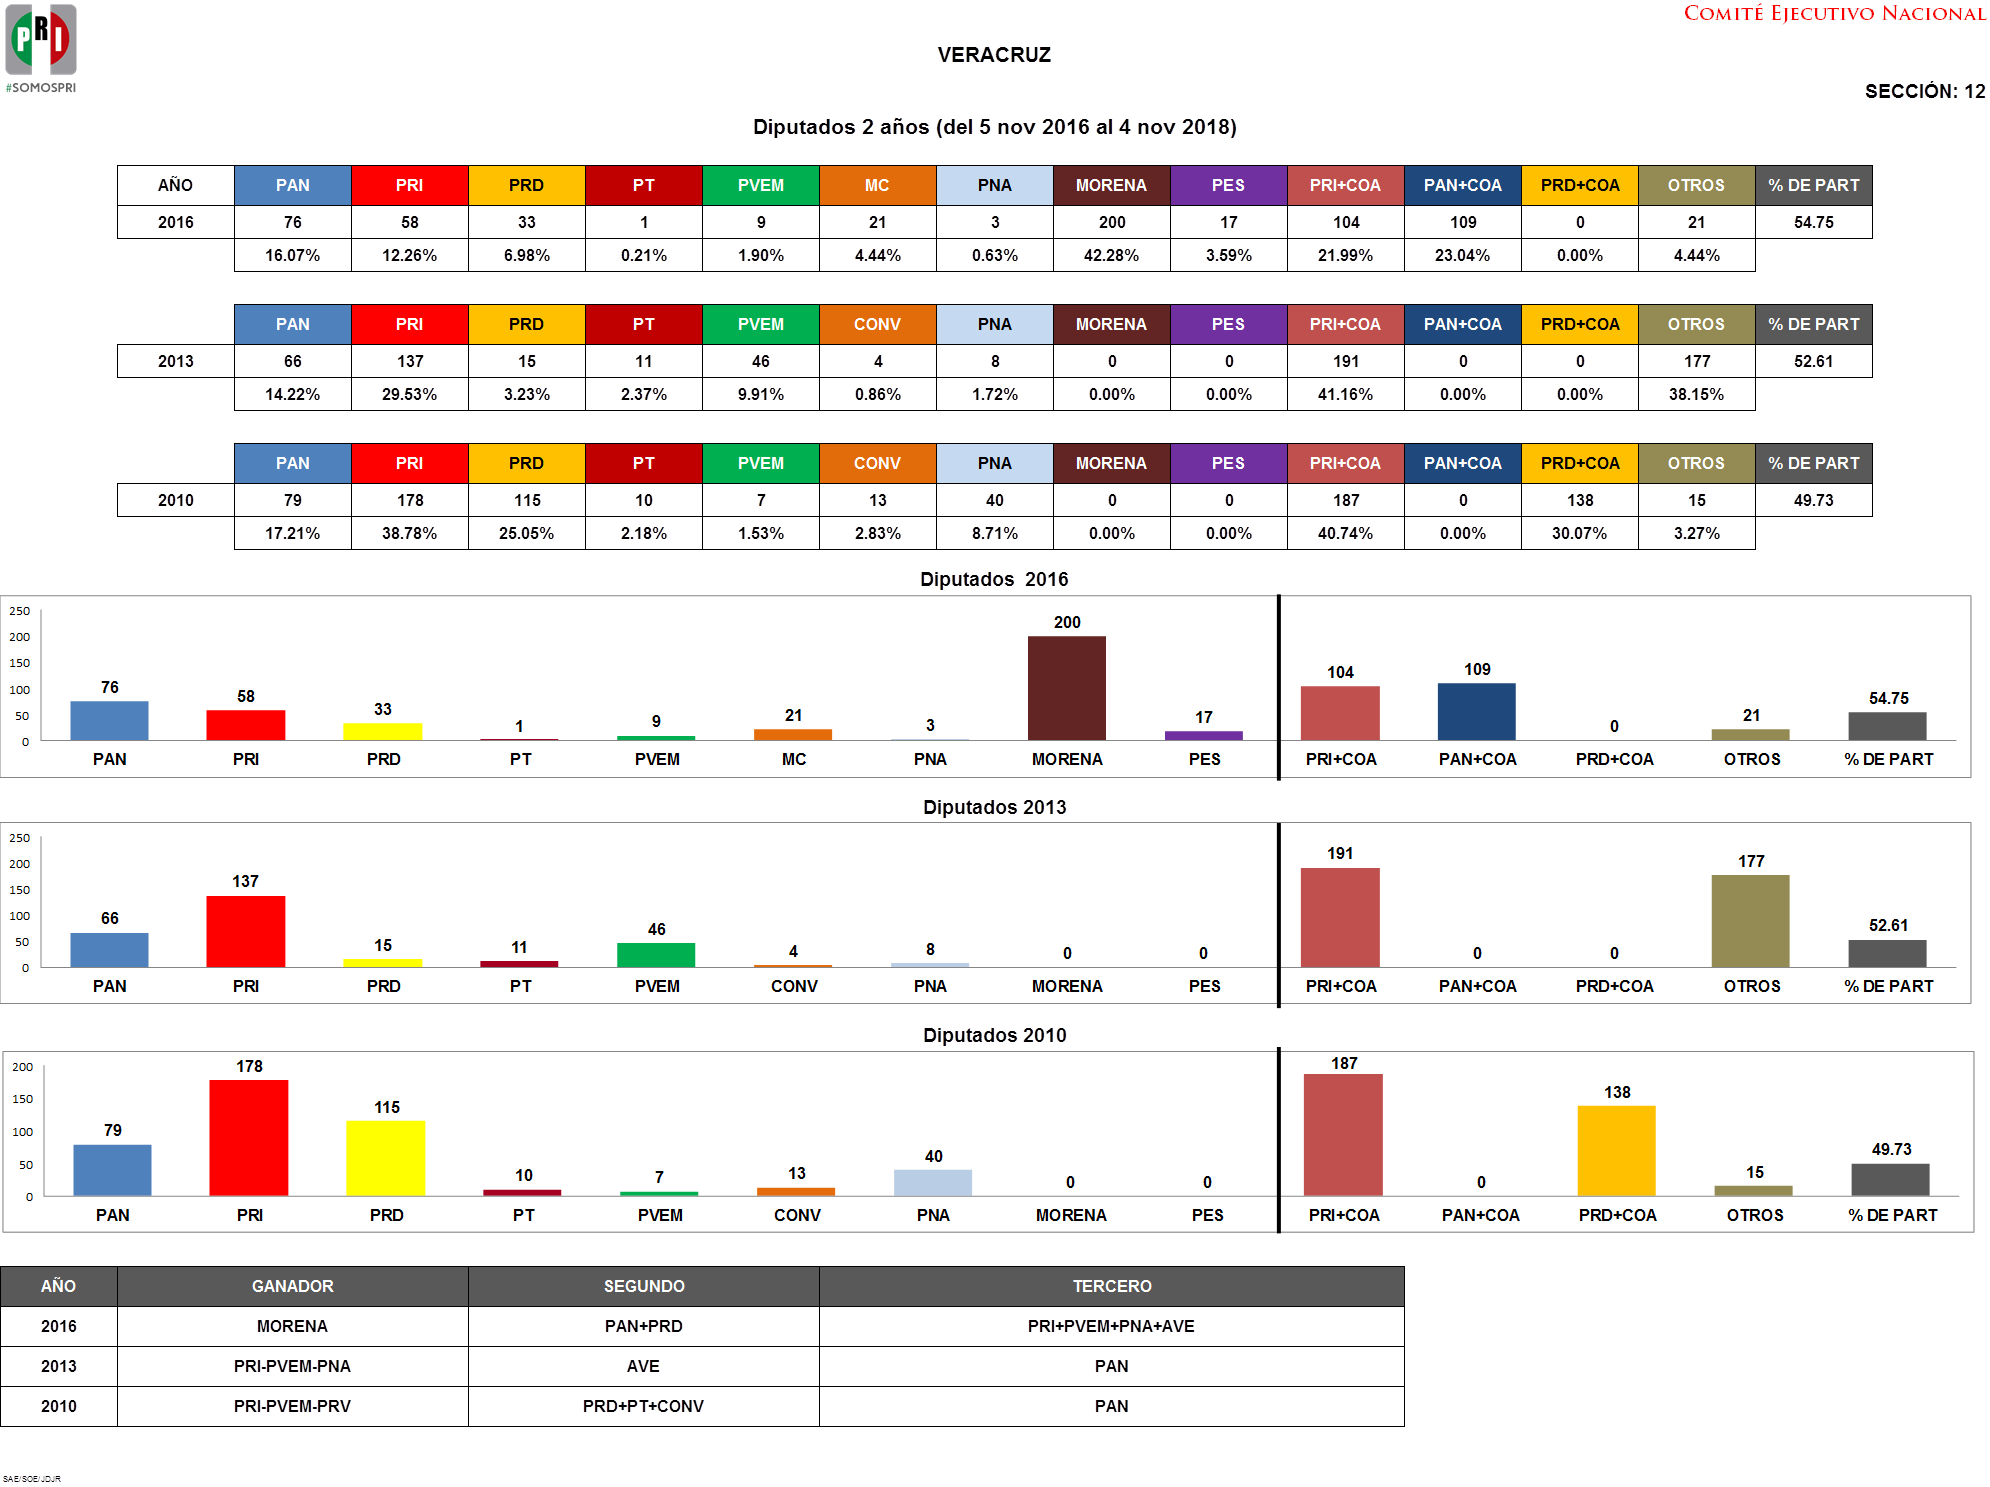 PRI
#SOMOSPRI
COMITÉ EJECUTIVO NACIONAL
VERACRUZ
SECCIÓN: 12
Diputados 2 años (del 5 nov 2016 al 4 nov 2018)
AÑO PAN PRI PRD PT PVEM MC PNA MORENA PES PRI+COA PAN+COA PRD+COA OTROS % DE PART
2016 76 58 33 1 9 21 3 200 17 104 109 0 21 54.75
16.07% 12.26% 6.98% 0.21% 1.90% 4.44% 0.63% 42.28% 3.59% 21.99% 23.04% 0.00% 4.44%
PAN PRI PRD PT PVEM CONV PNA MORENA PES PRI+COA PAN+COA PRD+COA OTROS % DE PART
2013 66 137 15 11 46 4 8 0 0 191 0 0 177 52.61
14.22% 29.53% 3.23% 2.37% 9.91% 0.86% 1.72% 0.00% 0.00% 41.16% 0.00% 0.00% 38.15%
PAN PRI PRD PT PVEM CONV PNA MORENA PES PRI+COA PAN+COA PRD+COA OTROS % DE PART
2010 79 178 115 10 7 13 40 0 0 187 0 138 15 49.73
17.21% 38.78% 25.05% 2.18% 1.53% 2.83% 8.71% 0.00% 0.00% 40.74% 0.00% 30.07% 3.27%
Diputados 2016
250
200
150
100
50
0
76 58 33 1 9 21 3 200 17 104 109 0 21 54.75
PAN PRI PRD PT PVEM MC PNA MORENA PES PRI+COA PAN+COA PRD+COA OTROS % DE PART
Diputados 2013
250
200
150
100
50
0
66 137 15 11 46 4 8 0 0 191 0 0 177 52.61
PAN PRI PRD PT PVEM CONV PNA MORENA PES PRI+COA PAN+COA PRD+COA OTROS % DE PART
Diputados 2010
200
150
100
50
0
79 178 115 10 7 13 40 0 0 187 0 138 15 49.73
PAN PRI PRD PT PVEM CONV PNA MORENA PES PRI+COA PAN+COA PRD+COA OTROS % DE PART
AÑO GANADOR SEGUNDO TERCERO
2016 MORENA PAN+PRD PRI+PVEM+PNA+AVE
2013 PRI-PVEM-PNA AVE PAN
2010 PRI-PVEM-PRV PRD+PT+CONV PAN
SAE/SOE/JDJR